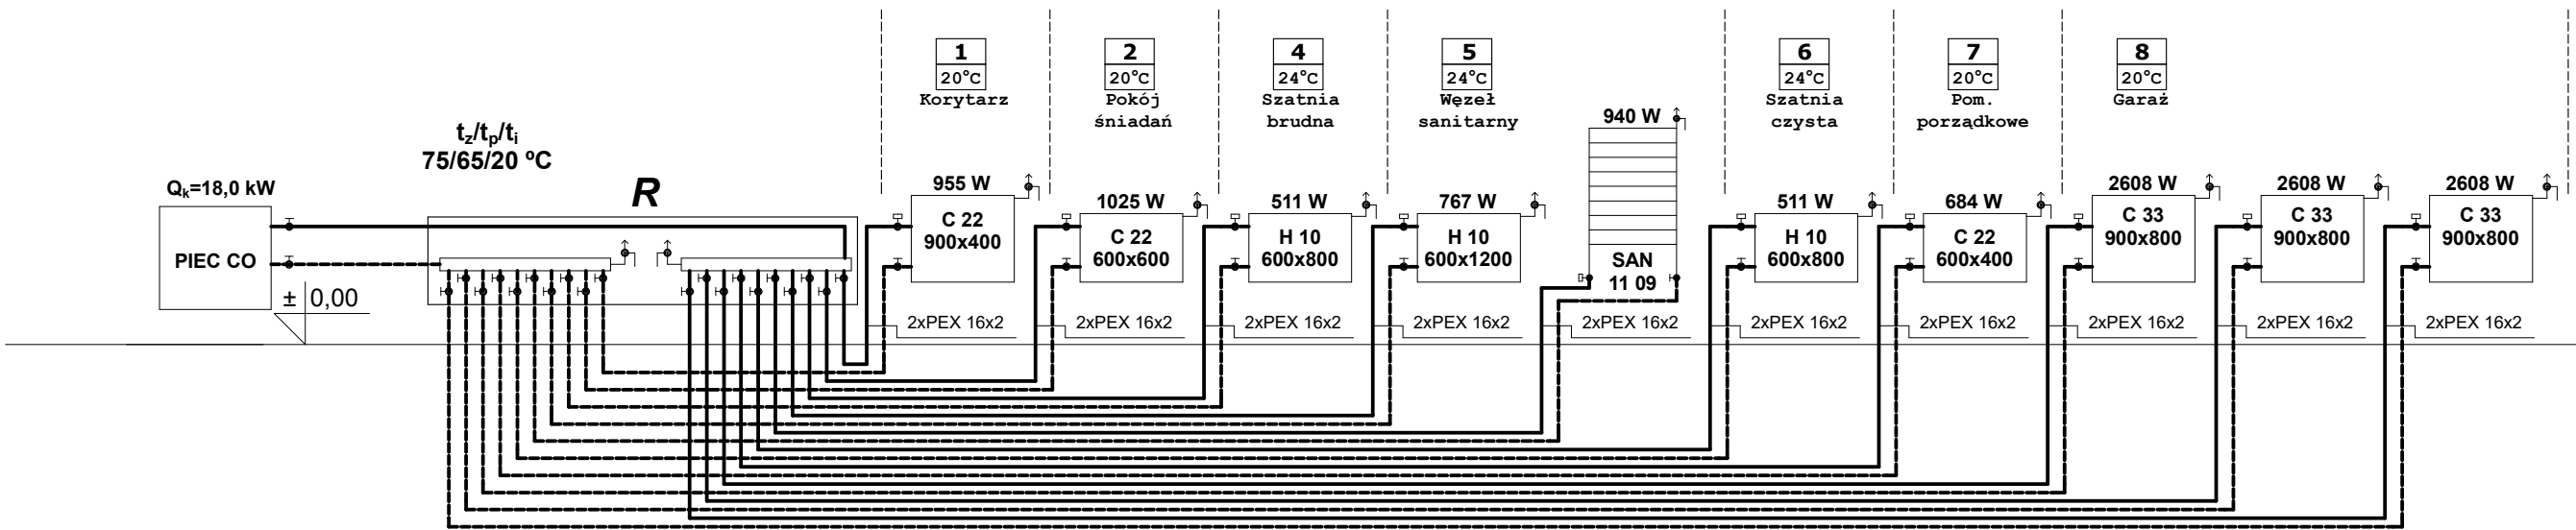 1
20°C
Korytarz
2
20°C
Pokój
śniadań
4
24°C
Szatnia
brudna
5
24°C
Węzeł
sanitarny
6
24°C
Szatnia
czysta
7
20°C
Pom.
porządkowe
8
20°C
Garaż
tz/tp/ti
75/65/20 ºC
Qk=18,0 kW
PIEC CO
± 0,00
R
955 W
C 22
900x400
1025 W
C 22
600x600
511 W
H 10
600x800
767 W
H 10
600x1200
940 W
SAN
11 09
511 W
H 10
600x800
684 W
C 22
600x400
2608 W
C 33
900x800
2608 W
C 33
900x800
2608 W
C 33
900x800
2xPEX 16x2
2xPEX 16x2
2xPEX 16x2
2xPEX 16x2
2xPEX 16x2
2xPEX 16x2
2xPEX 16x2
2xPEX 16x2
2xPEX 16x2
2xPEX 16x2